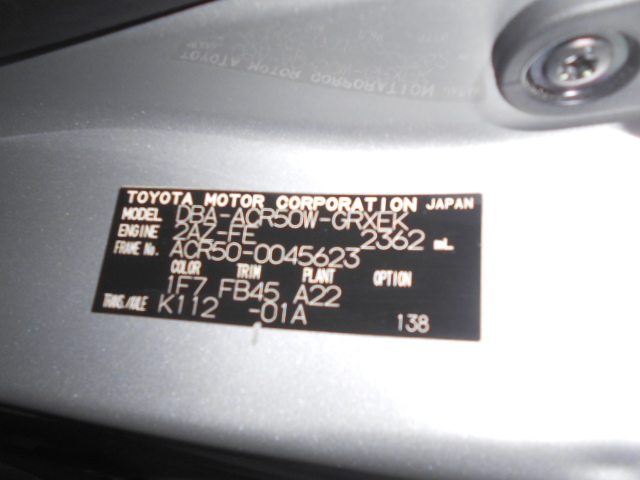 TOYOTA MOTOR CORPORATION JAPAN
MODEL DBA-ACR50W-GRXEK
ENGINE 2AZ-FE 2362 mL
FRAME No. ACR50-0045623
COLOR TRIM PLANT OPTION
1F7 FB45 A22
TRANS./AXLE K112 -01A 138